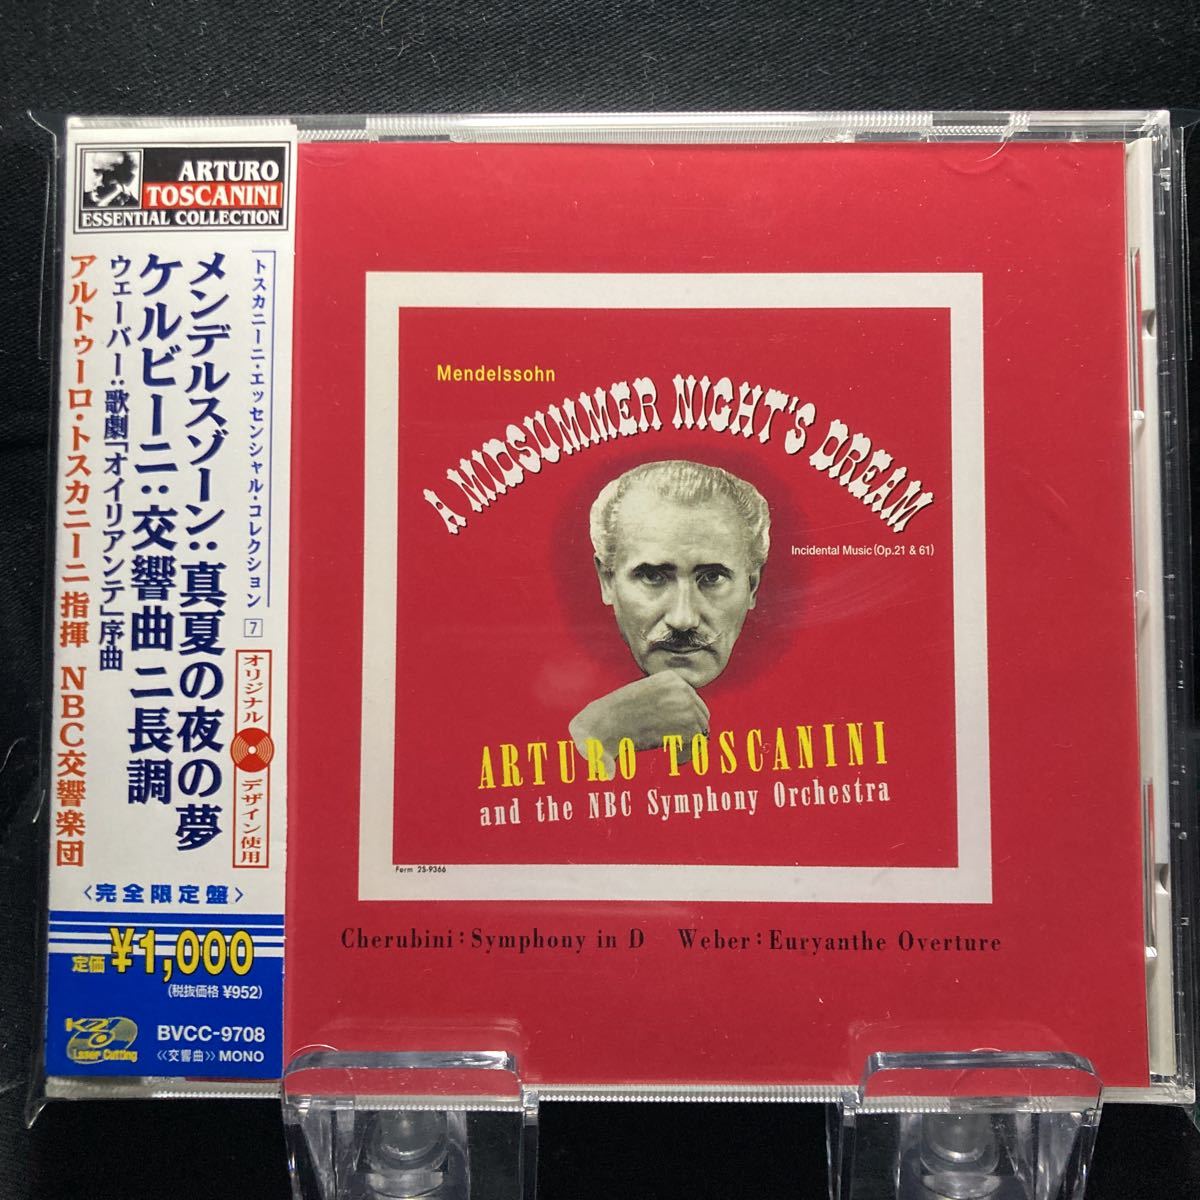 ARTURO
TOSCANINI
ESSENTIAL COLLECTION
「トスカニーニ・エッセンシャル・コレクション 7
メンデルスゾーン:真夏の夜の夢
ケルビーニ:交響曲 ニ長調
ウェーバー:歌劇「オイリアンテ」序曲
アルトゥーロ・トスカニーニ指揮 NBC交響楽団
オリジナル
デザイン使用
〈完全限定盤〉
定価 ¥1,000
(税抜価格 ¥952)
K2
Laser Cutting
BVCC-9708
《交響曲》 MONO
Mendelssohn
A MIDSUMMER NIGHT'S DREAM
Incidental Music (Op.21 & 61)
ARTURO TOSCANINI
and the NBC Symphony Orchestra
Form 2S-9366
Cherubini:Symphony in D Weber:Euryanthe Overture